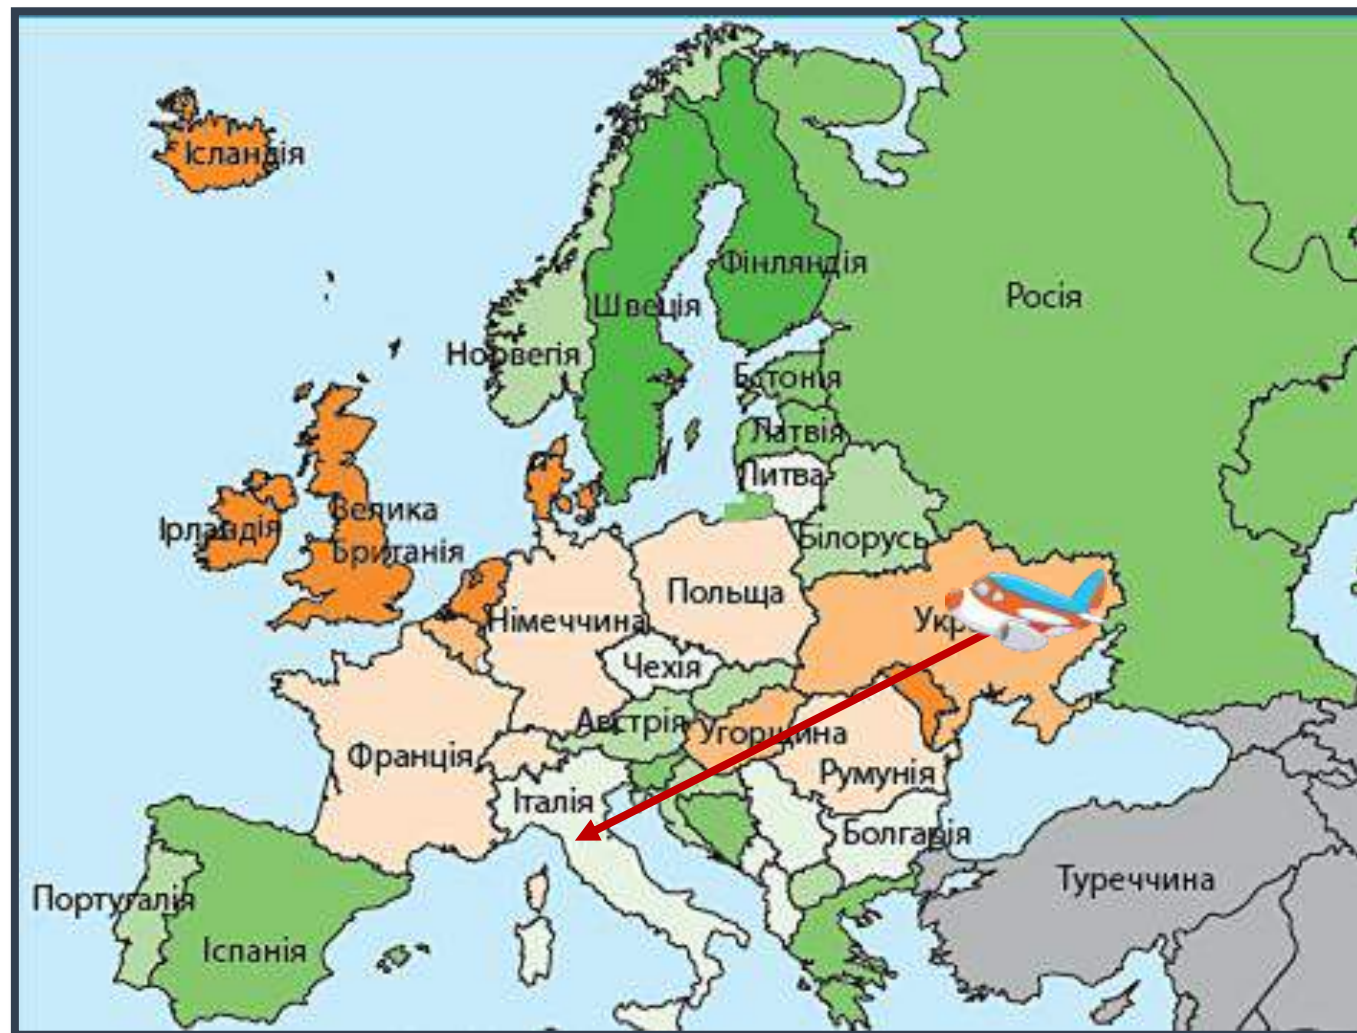 Ісландія
Фінляндія
Швеція
Росія
Норвегія
Естонія
Латвія
Литва
Велика
Британія
Ірландія
Білорусь
Польща
Німеччина
Укр
Чехія
Австрія
Угорщина
Франція
Румунія
Італія
Болгарія
Туреччина
Португалія
Іспанія